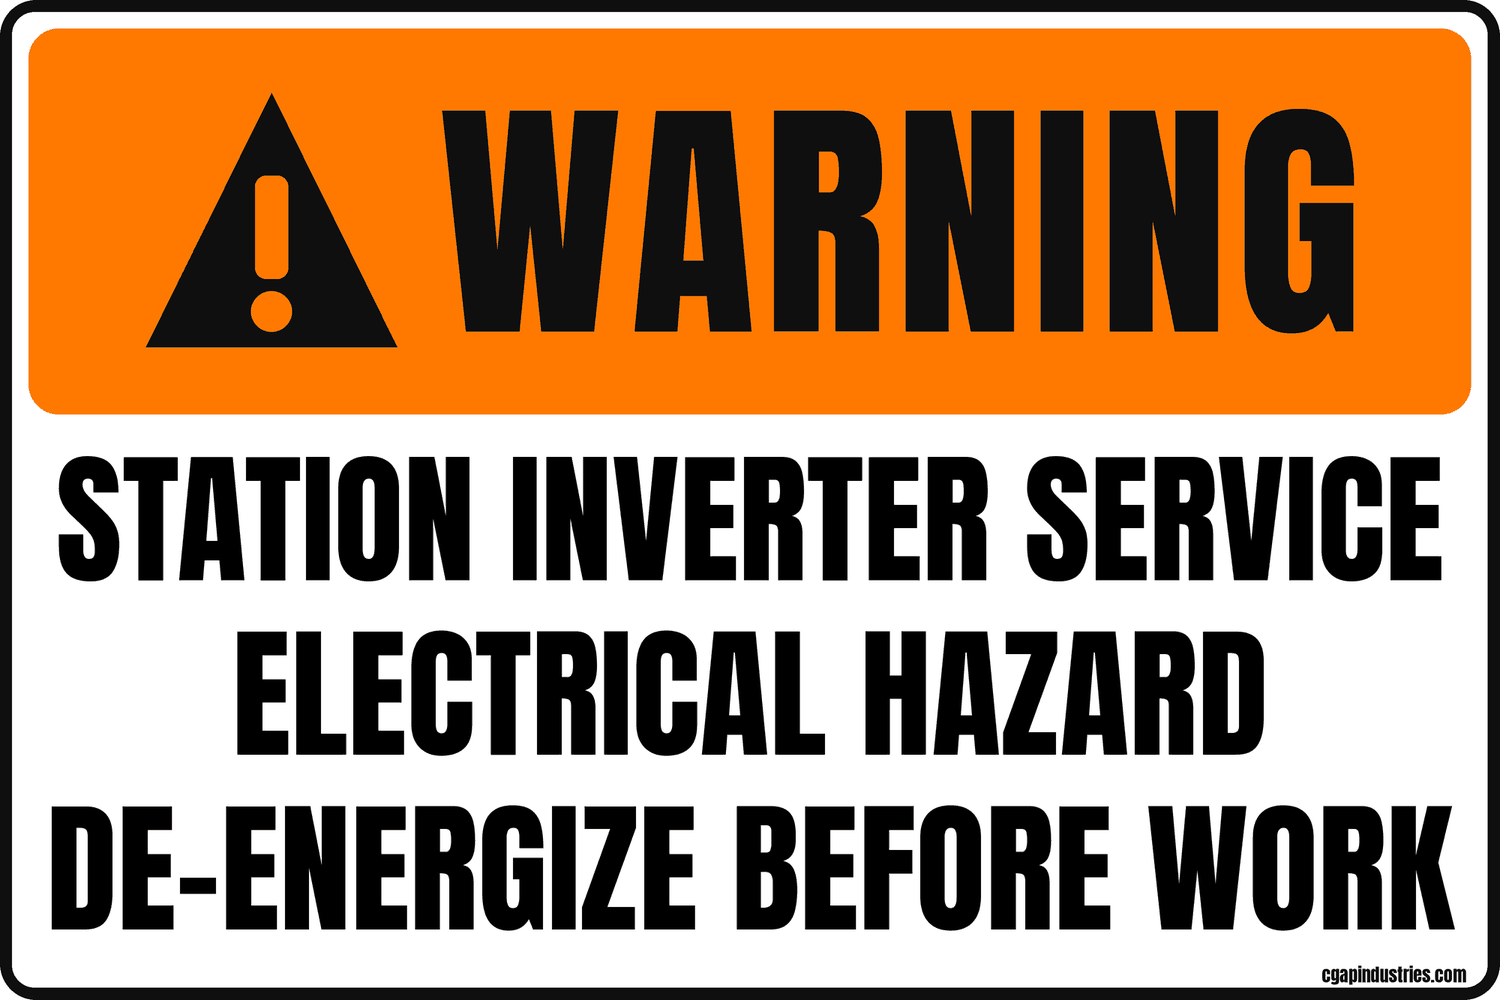 WARNING
STATION INVERTER SERVICE
ELECTRICAL HAZARD
DE-ENERGIZE BEFORE WORK
cgapindustries.com